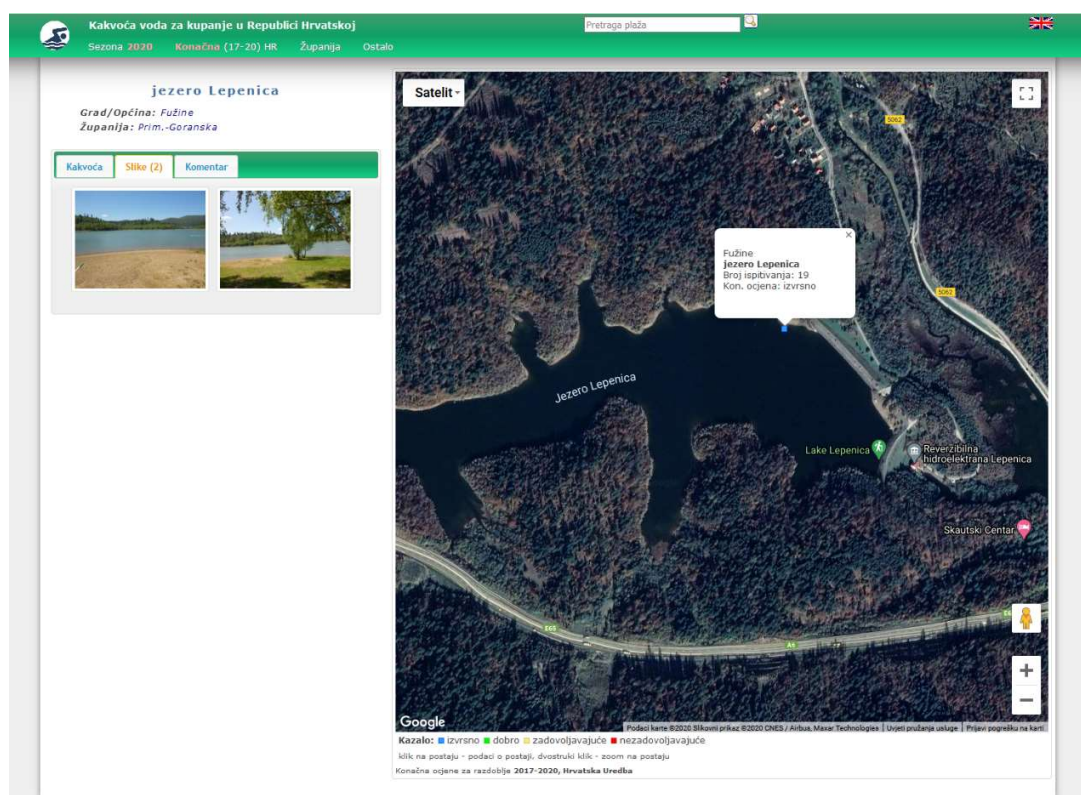 Kakvoća voda za kupanje u Republici Hrvatskoj
Pretraga plaža
Sezona 2020 Konačna (17-20) HR Županija Ostalo
jezero Lepenica
Grad/Općina: Fužine
Županija: Prim.-Goranska
Kakvoća Slike (2) Komentar
Satelit
5062
Fužine
jezero Lepenica
Broj ispitivanja: 19
Kon. ocjena: izvrsno
5062
Jezero Lepenica
Lake Lepenica
Reverzibilna
hidroelektrana Lepenica
Skautski Centar
E65
A6
Google
Podaci karte ©2020 Slikovni prikaz ©2020 CNES / Airbus, Maxar Technologies Uvjeti pružanja usluge Prijavi pogrešku na karti
Kazalo: izvrsno dobro zadovoljavajuće nezadovoljavajuće
klik na postaju - podaci o postaji, dvostruki klik - zoom na postaju
Konačna ocjene za razdoblje 2017-2020, Hrvatska Uredba